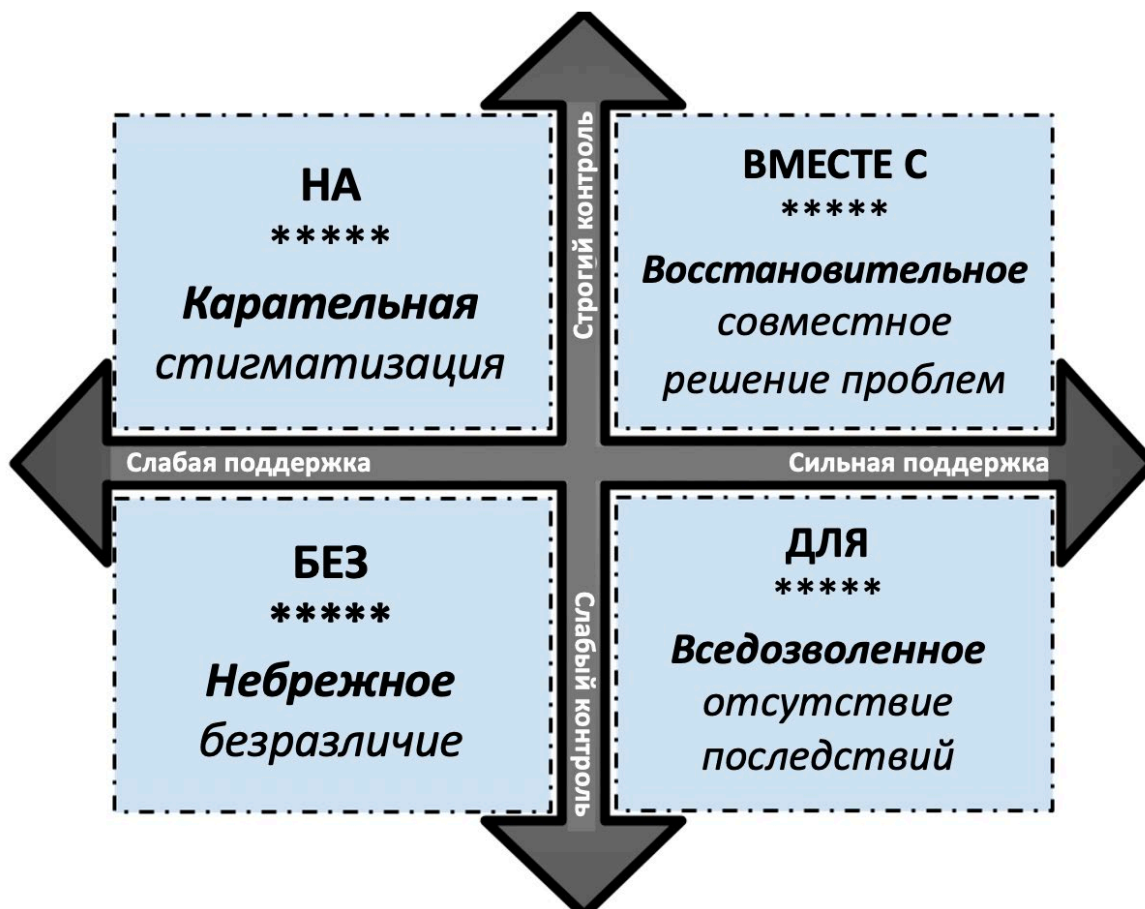 НА
*****
Карательная
стигматизация
Строгий контроль
ВМЕСТЕ С
*****
Восстановительное
совместное
решение проблем
Слабая поддержка
Сильная поддержка
БЕЗ
*****
Небрежное
безразличие
Слабый контроль
ДЛЯ
*****
Вседозволенное
отсутствие
последствий